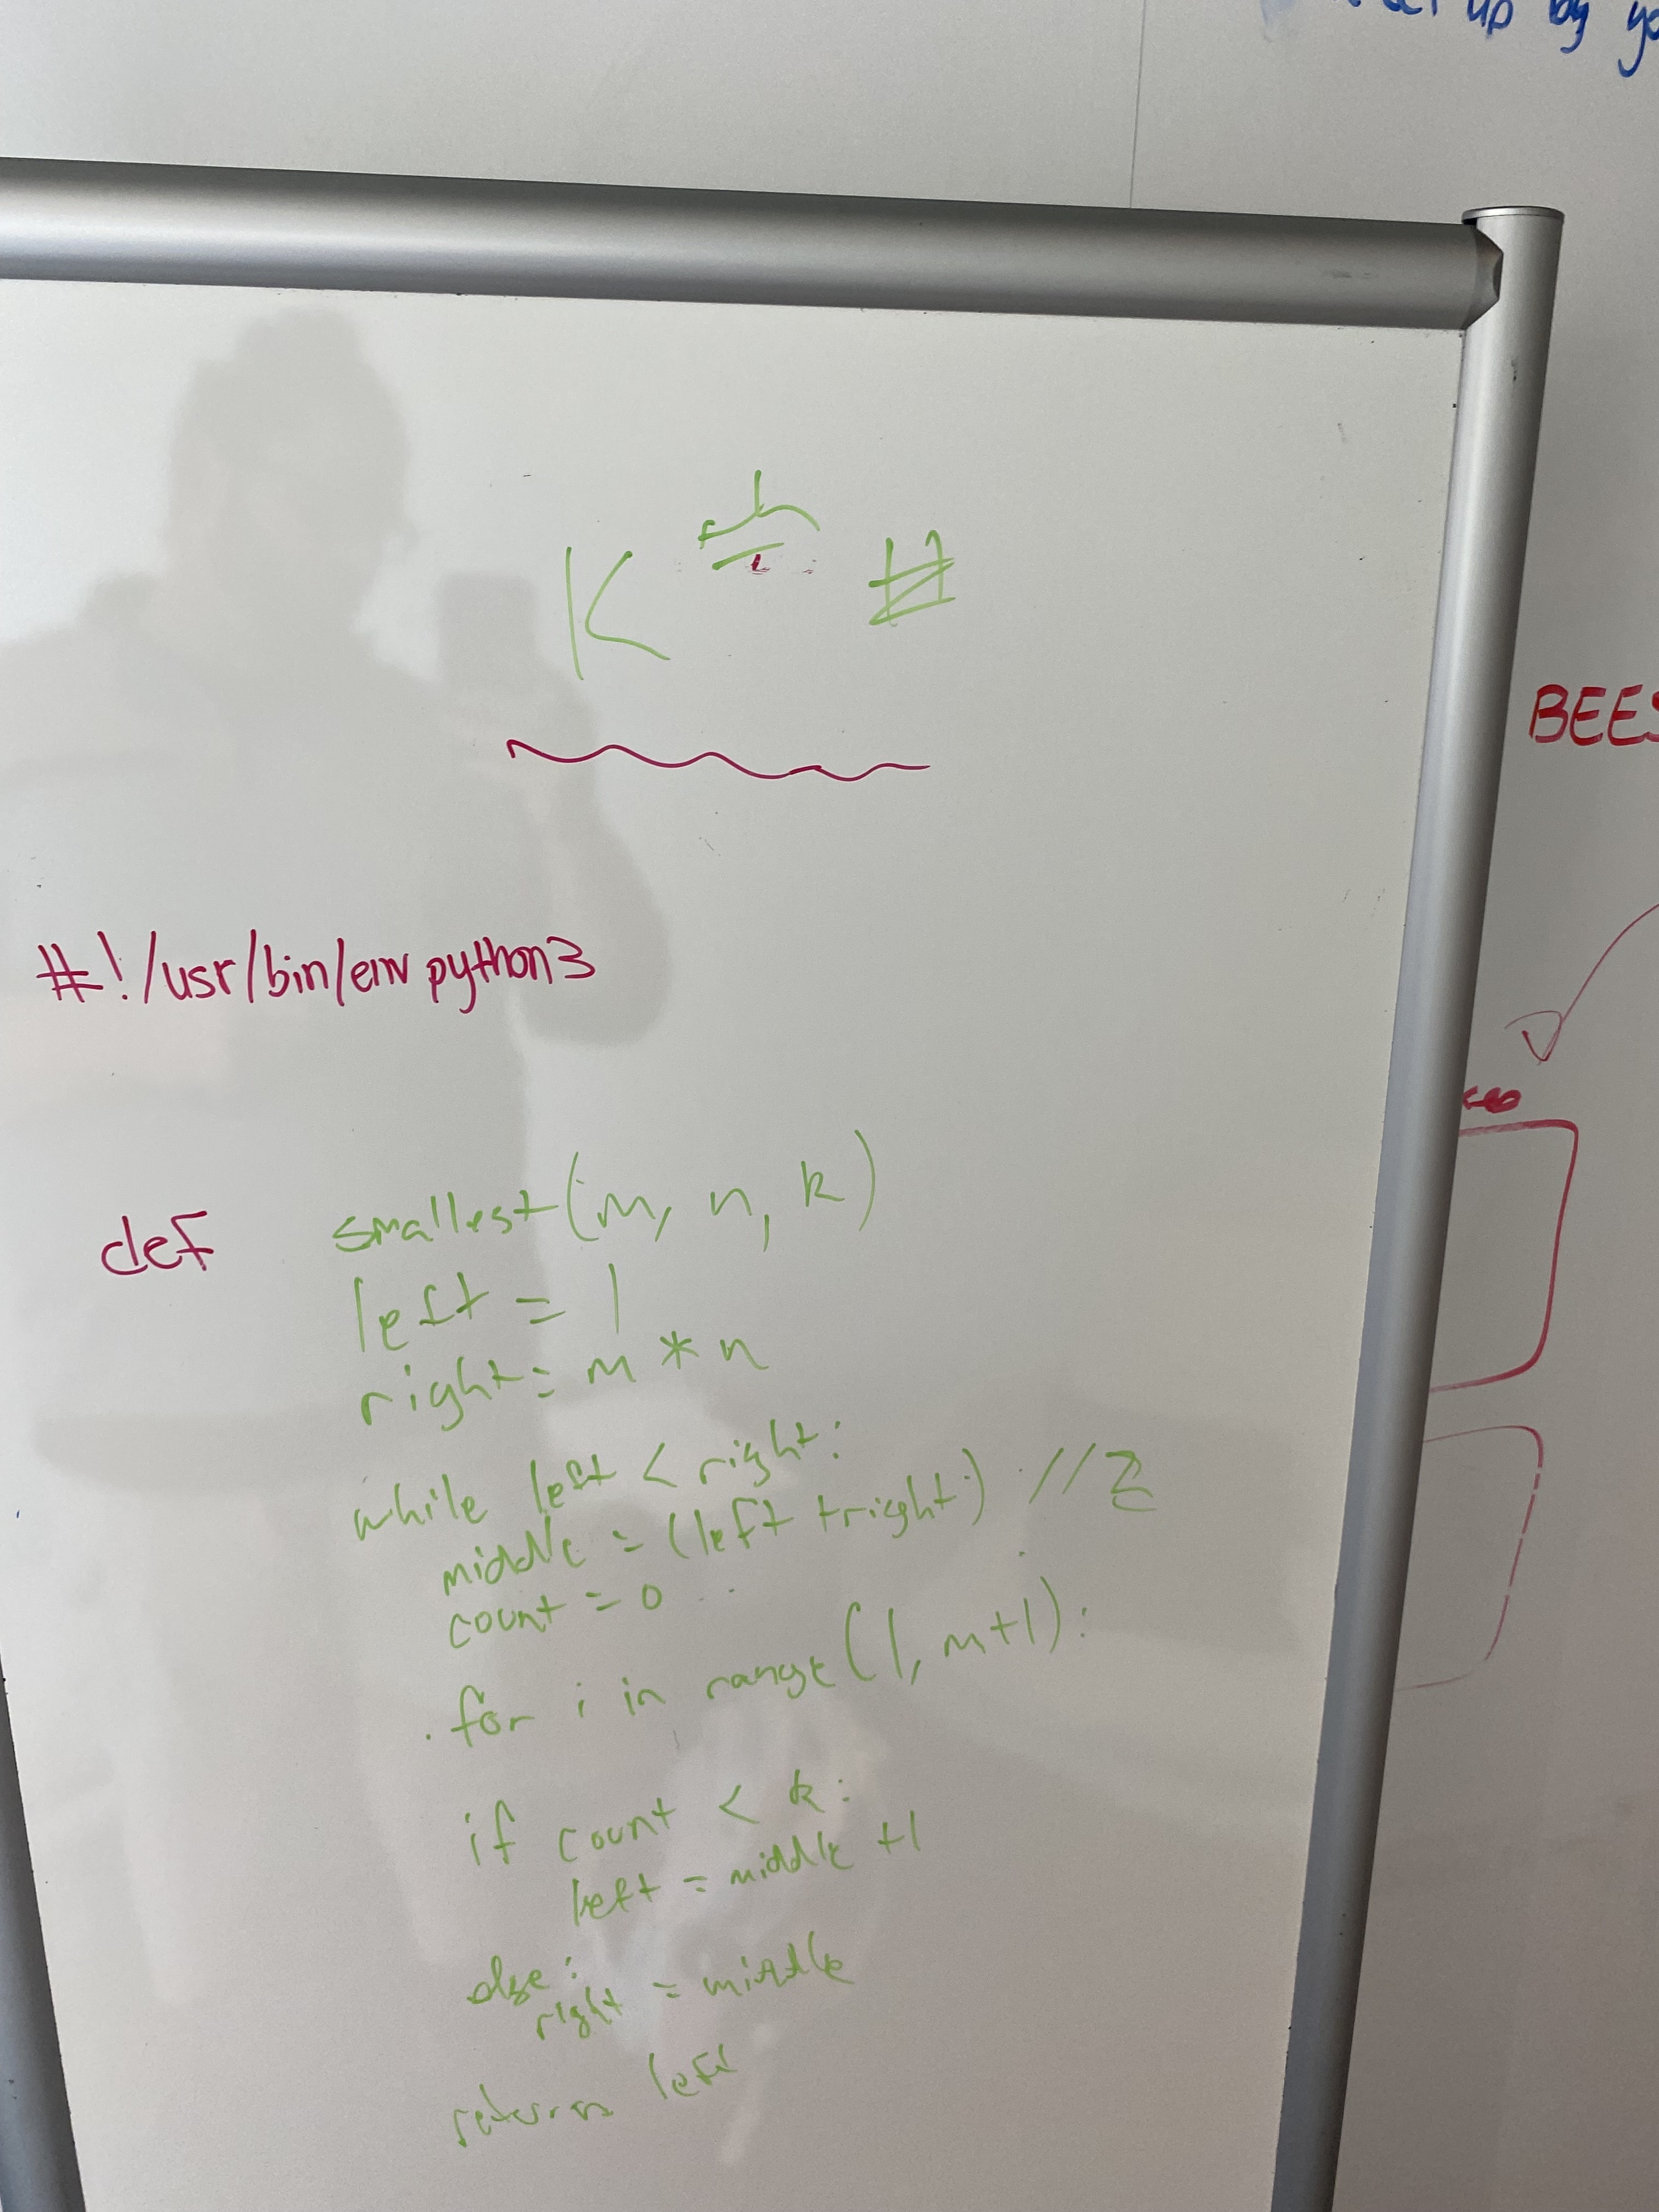 up by yo
K th #
BEES
#!/usr/bin/env python3
def smallest(m, n, k)
left = 1
right = m * n
while left < right:
middle = (left + right) // 2
count = 0
for i in range(1, m+1):
if count < k:
left = middle +1
else:
right = middle
return left